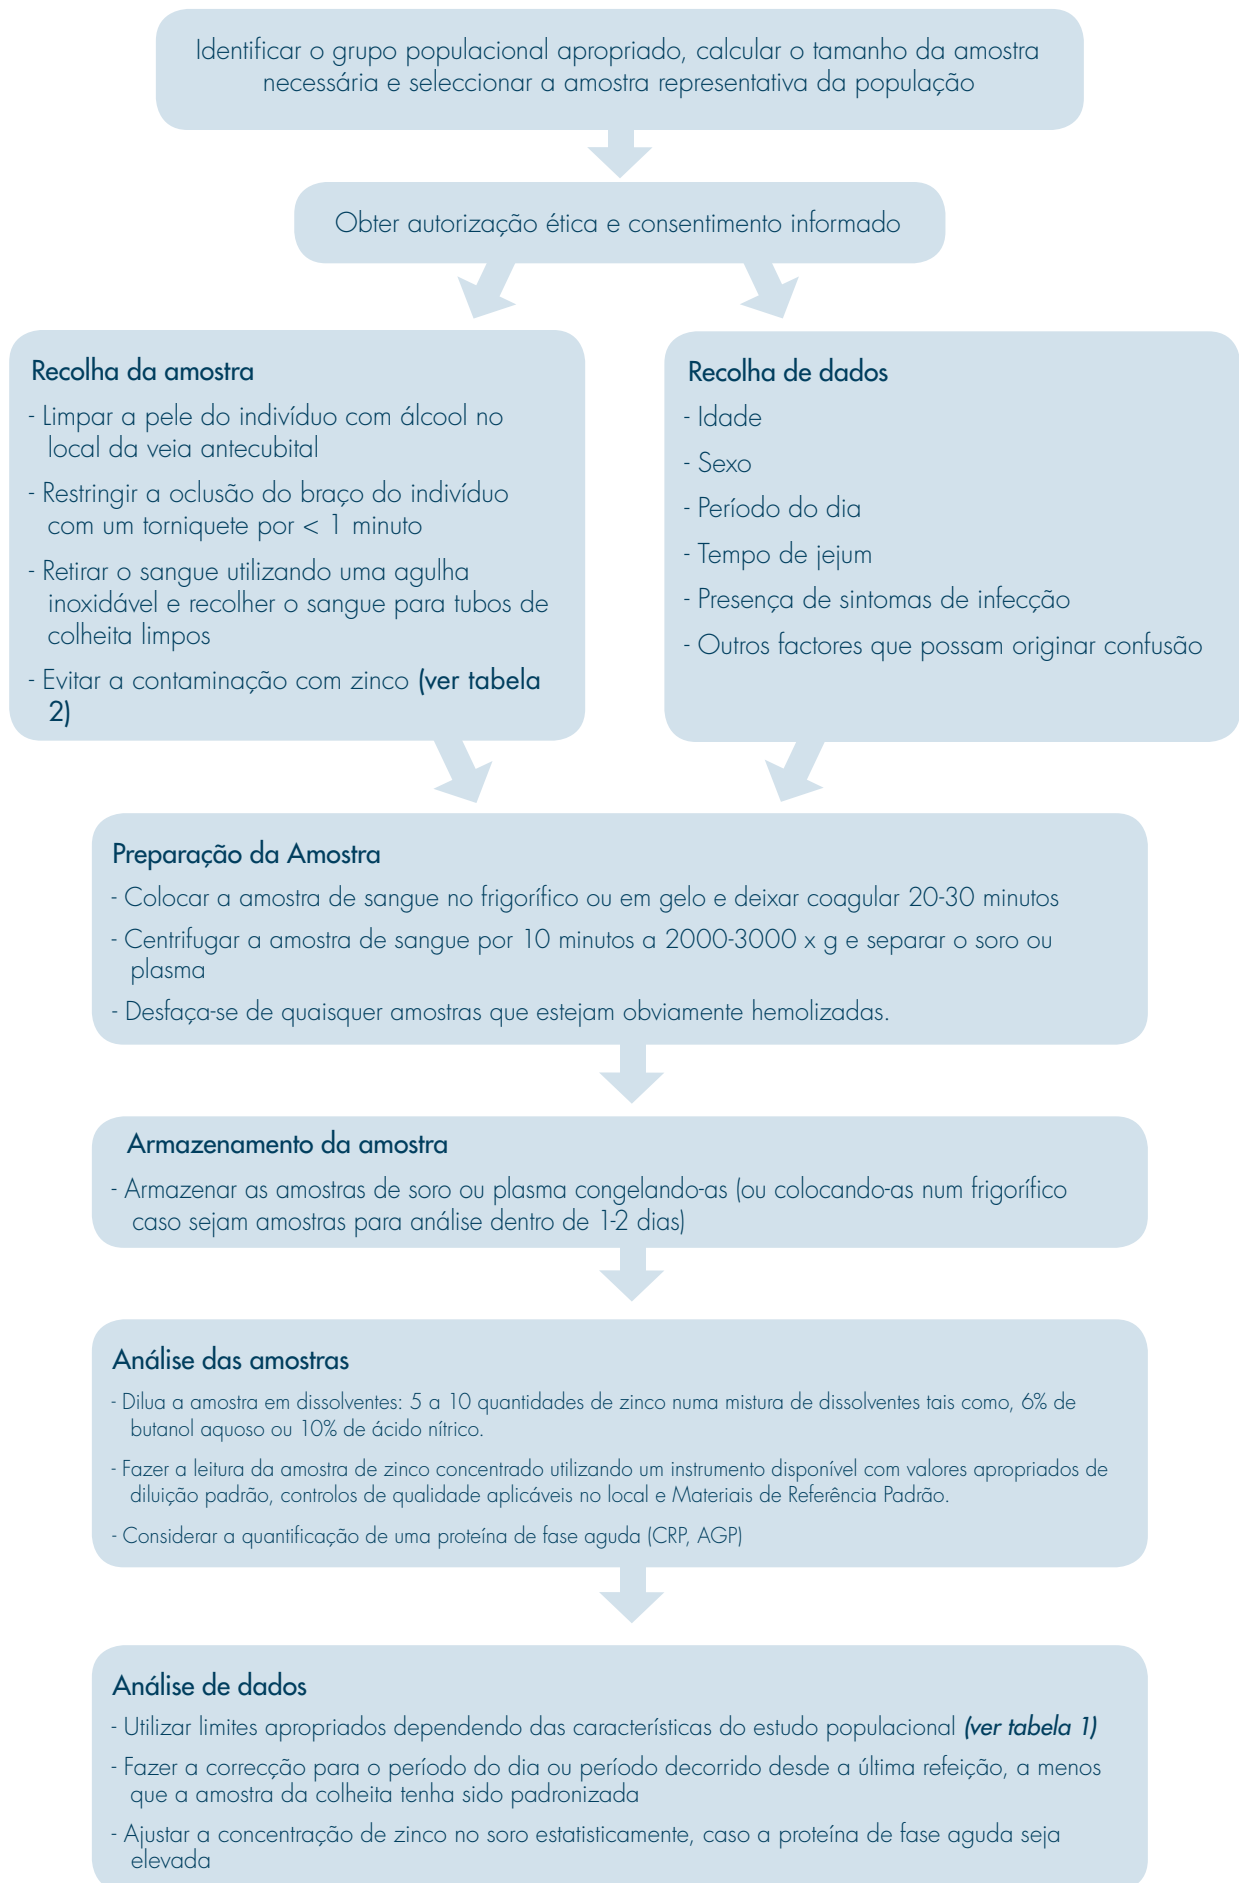 Identificar o grupo populacional apropriado, calcular o tamanho da amostra
necessária e seleccionar a amostra representativa da população
Obter autorização ética e consentimento informado
Recolha da amostra
- Limpar a pele do indivíduo com álcool no
local da veia antecubital
- Restringir a oclusão do braço do indivíduo
com um torniquete por < 1 minuto
- Retirar o sangue utilizando uma agulha
inoxidável e recolher o sangue para tubos de
colheita limpos
- Evitar a contaminação com zinco (ver tabela
2)
Recolha de dados
- Idade
- Sexo
- Período do dia
- Tempo de jejum
- Presença de sintomas de infecção
- Outros factores que possam originar confusão
Preparação da Amostra
- Colocar a amostra de sangue no frigorífico ou em gelo e deixar coagular 20-30 minutos
- Centrifugar a amostra de sangue por 10 minutos a 2000-3000 x g e separar o soro ou
plasma
- Desfaça-se de quaisquer amostras que estejam obviamente hemolizadas.
Armazenamento da amostra
- Armazenar as amostras de soro ou plasma congelando-as (ou colocando-as num frigorífico
caso sejam amostras para análise dentro de 1-2 dias)
Análise das amostras
- Dilua a amostra em dissolventes: 5 a 10 quantidades de zinco numa mistura de dissolventes tais como, 6% de
butanol aquoso ou 10% de ácido nítrico.
- Fazer a leitura da amostra de zinco concentrado utilizando um instrumento disponível com valores apropriados de
diluição padrão, controlos de qualidade aplicáveis no local e Materiais de Referência Padrão.
- Considerar a quantificação de uma proteína de fase aguda (CRP, AGP)
Análise de dados
- Utilizar limites apropriados dependendo das características do estudo populacional (ver tabela 1)
- Fazer a correcção para o período do dia ou período decorrido desde a última refeição, a menos
que a amostra da colheita tenha sido padronizada
- Ajustar a concentração de zinco no soro estatisticamente, caso a proteína de fase aguda seja
elevada